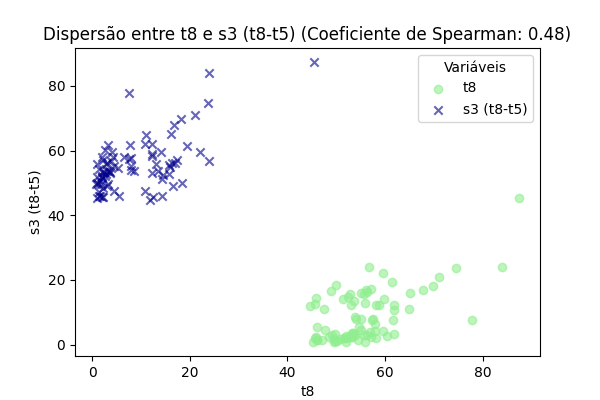 Dispersão entre t8 e s3 (t8-t5) (Coeficiente de Spearman: 0.48)
Variáveis
t8
s3 (t8-t5)
s3 (t8-t5)
80
60
40
20
0
0 20 40 60 80
t8